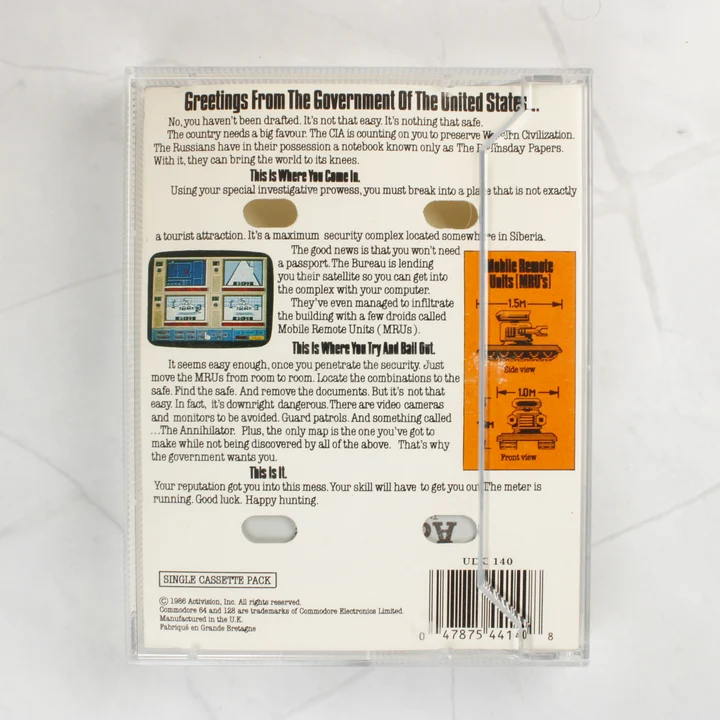 Greetings From The Government Of The United States...
No, you haven't been drafted. It's not that easy. It's nothing that safe.
The country needs a big favour. The CIA is counting on you to preserve Western Civilization.
The Russians have in their possession a notebook known only as The Doomsday Papers.
With it, they can bring the world to its knees.
This Is Where You Come In.
Using your special investigative prowess, you must break into a place that is not exactly
a tourist attraction. It's a maximum security complex located somewhere in Siberia.
The good news is that you won't need
a passport. The Bureau is lending
you their satellite so you can get into
the complex with your computer.
They've even managed to infiltrate
the building with a few droids called
Mobile Remote Units (MRUs).
Mobile Remote
Units (MRU's)
1.5M
Side view
1.0M
Front view
This Is Where You Try And Bail Out.
It seems easy enough, once you penetrate the security. Just
move the MRUs from room to room. Locate the combinations to the
safe. Find the safe. And remove the documents. But it's not that
easy. In fact, it's downright dangerous. There are video cameras
and monitors to be avoided. Guard patrols. And something called
...The Annihilator. Plus, the only map is the one you've got to
make while not being discovered by all of the above. That's why
the government wants you.
This Is It.
Your reputation got you into this mess. Your skill will have to get you out. The meter is
running. Good luck. Happy hunting.
SINGLE CASSETTE PACK
© 1986 Activision, Inc. All rights reserved.
Commodore 64 and 128 are trademarks of Commodore Electronics Limited.
Manufactured in the U.K.
Fabriqué en Grande Bretagne
UDK 140
0 47875 44140 8